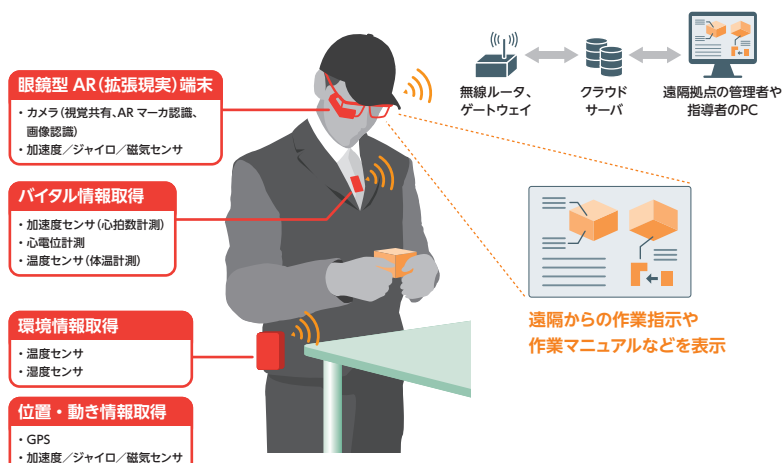 眼鏡型 AR(拡張現実)端末
・カメラ(視覚共有、AR マーカ認識、
画像認識)
・加速度／ジャイロ／磁気センサ
バイタル情報取得
・加速度センサ(心拍数計測)
・心電位計測
・温度センサ(体温計測)
環境情報取得
・温度センサ
・湿度センサ
位置・動き情報取得
・GPS
・加速度／ジャイロ／磁気センサ
無線ルータ、
ゲートウェイ
クラウド
サーバ
遠隔拠点の管理者や
指導者のPC
遠隔からの作業指示や
作業マニュアルなどを表示